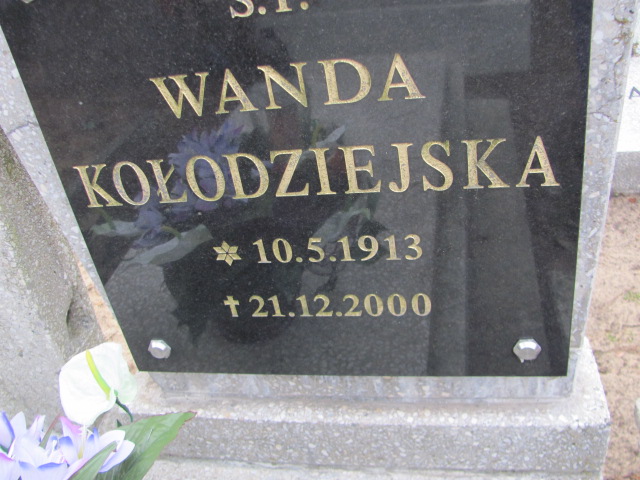 Ś.P.
WANDA
KOŁODZIEJSKA
* 10.5.1913
✝ 21.12.2000